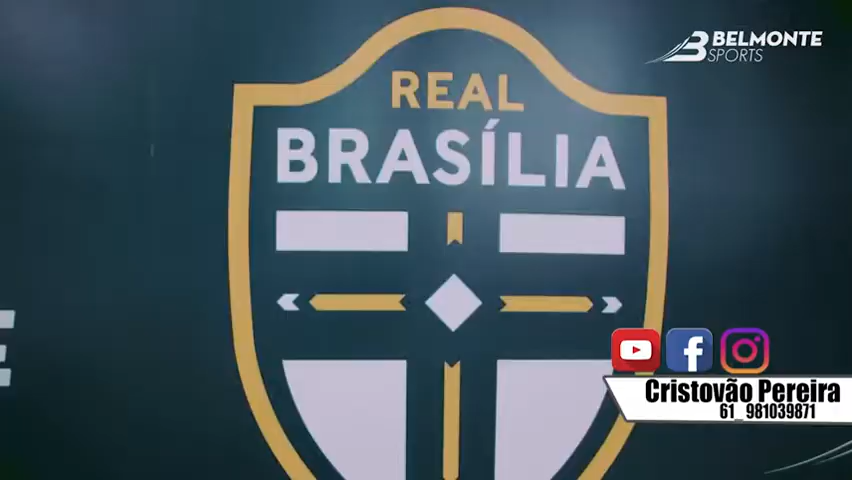 BELMONTE
SPORTS
REAL
BRASÍLIA
E
Cristovão Pereira
61_981039871